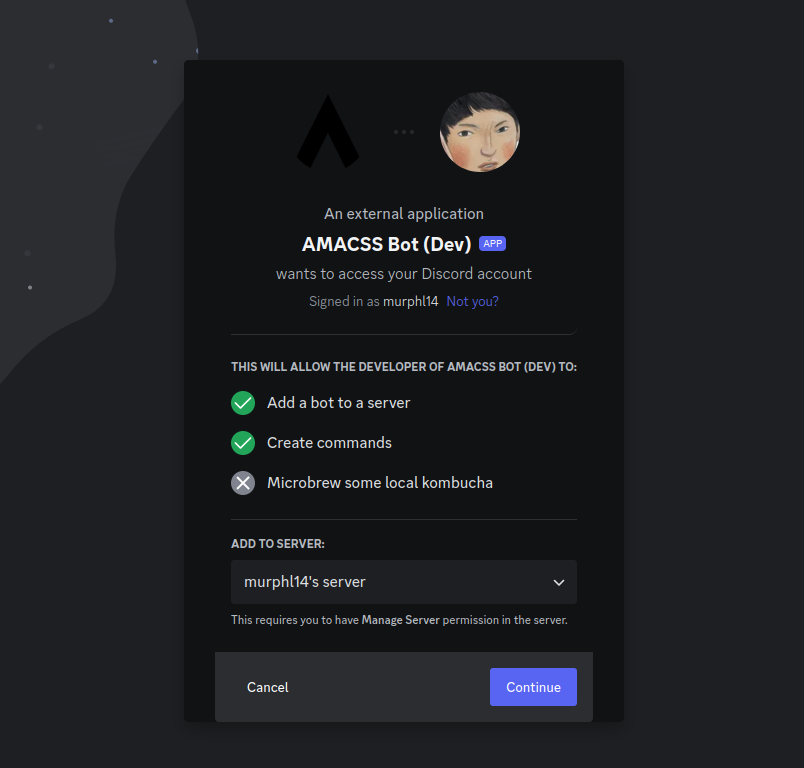 An external application
AMACSS Bot (Dev) APP
wants to access your Discord account
Signed in as murphl14 Not you?
THIS WILL ALLOW THE DEVELOPER OF AMACSS BOT (DEV) TO:
Add a bot to a server
Create commands
Microbrew some local kombucha
ADD TO SERVER:
murphl14's server
This requires you to have Manage Server permission in the server.
Cancel Continue